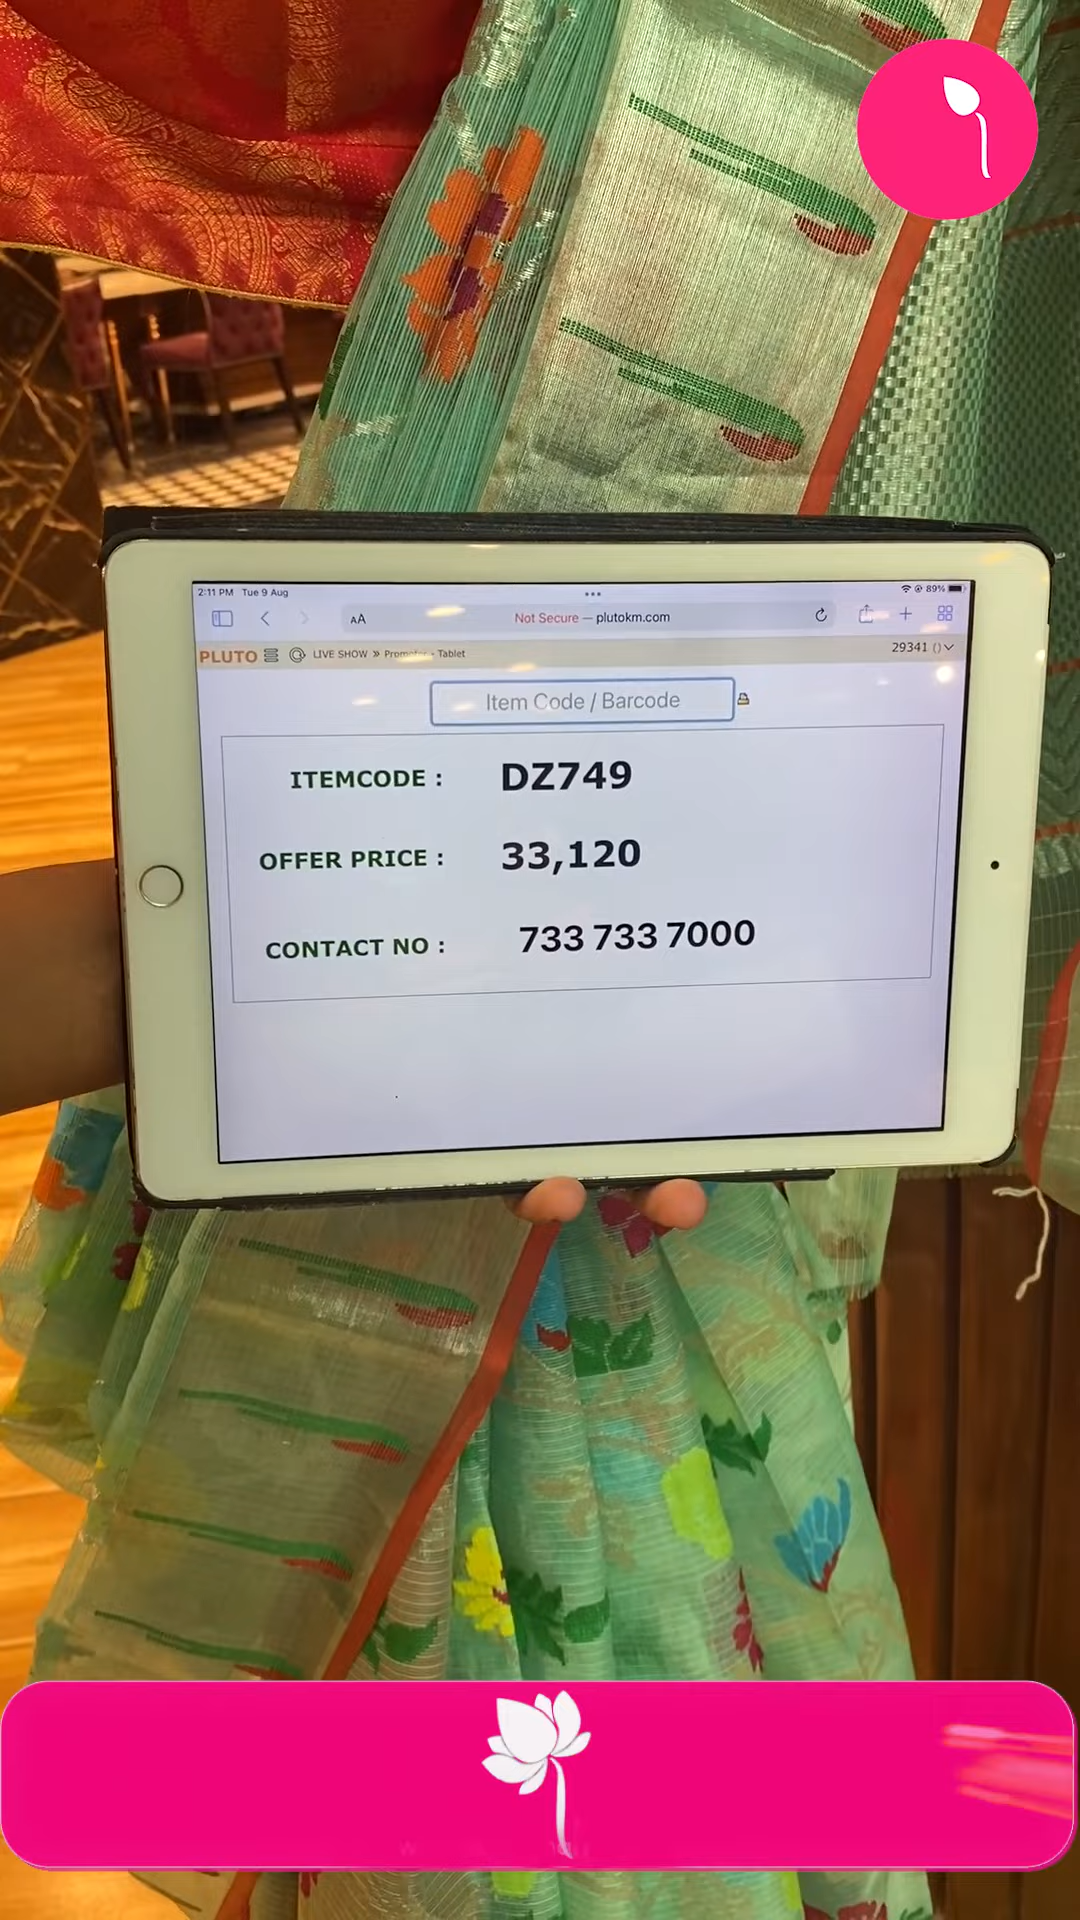 2:11 PM Tue 9 Aug
89%
AA
Not Secure — plutokm.com
PLUTO
LIVE SHOW » Promoter - Tablet
29341 ()
Item Code / Barcode
ITEMCODE : DZ749
OFFER PRICE : 33,120
CONTACT NO : 733 733 7000